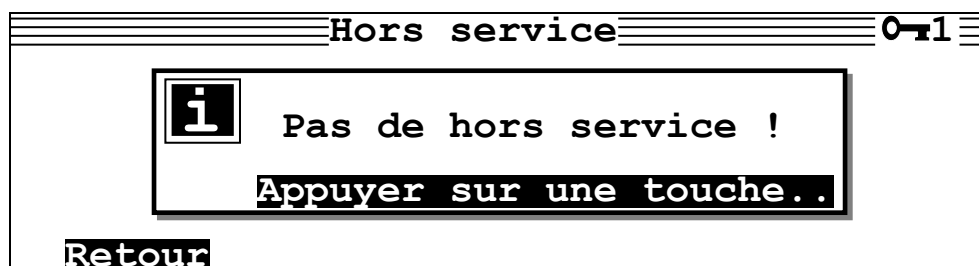 Hors service 1
i
Pas de hors service !
Appuyer sur une touche..
Retour